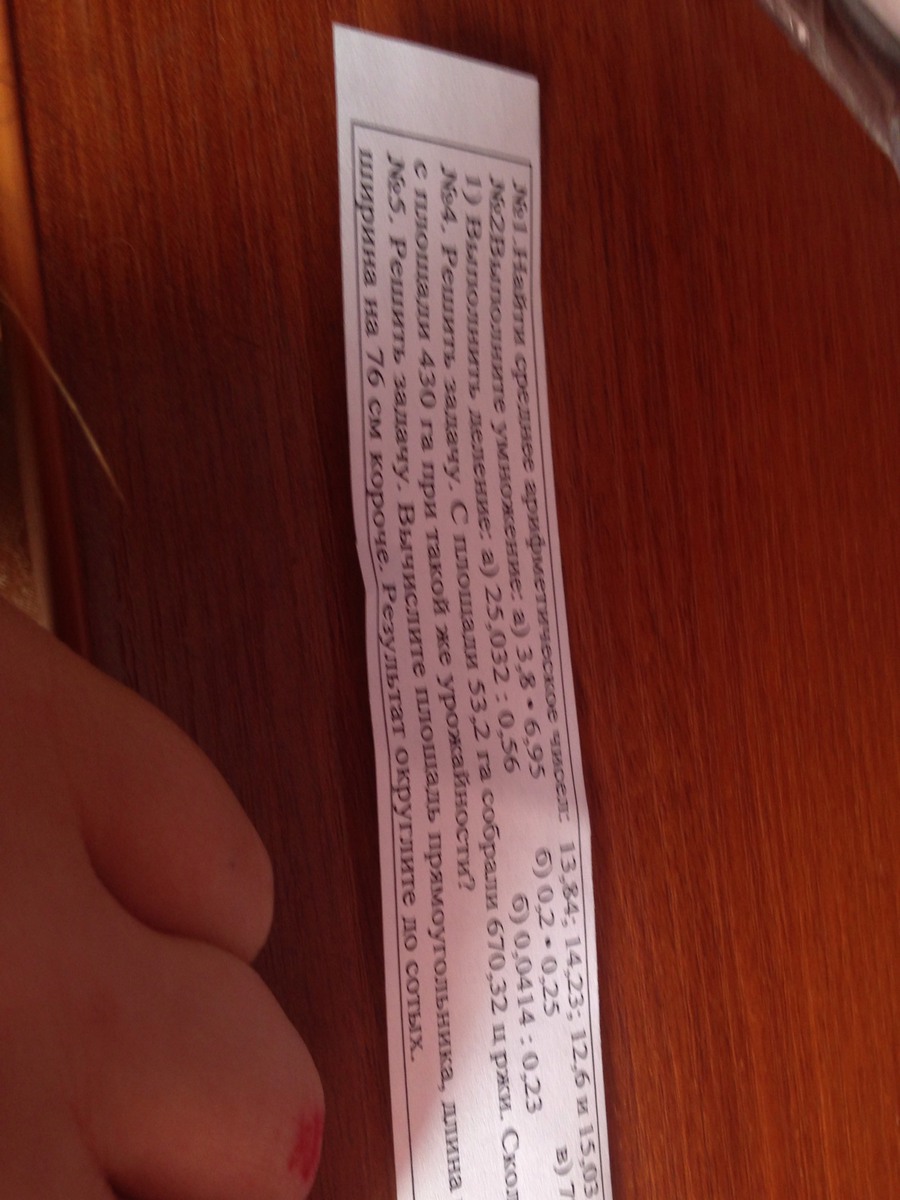 №1.Найти среднее арифметическое чисел: 13,84; 14,23; 12,6 и 15,03
№2Выполните умножение: а) 3,8 • 6,95 б) 0,2 • 0,25 в) 7
1) Выполнить деление: а) 25,032 : 0,56 б) 0,0414 : 0,23
№4. Решить задачу. С площади 53,2 га собрали 670,32 ц ржи. Скол
с площади 430 га при такой же урожайности?
№5. Решить задачу. Вычислите площадь прямоугольника, длина
ширина на 76 см короче. Результат округлите до сотых.